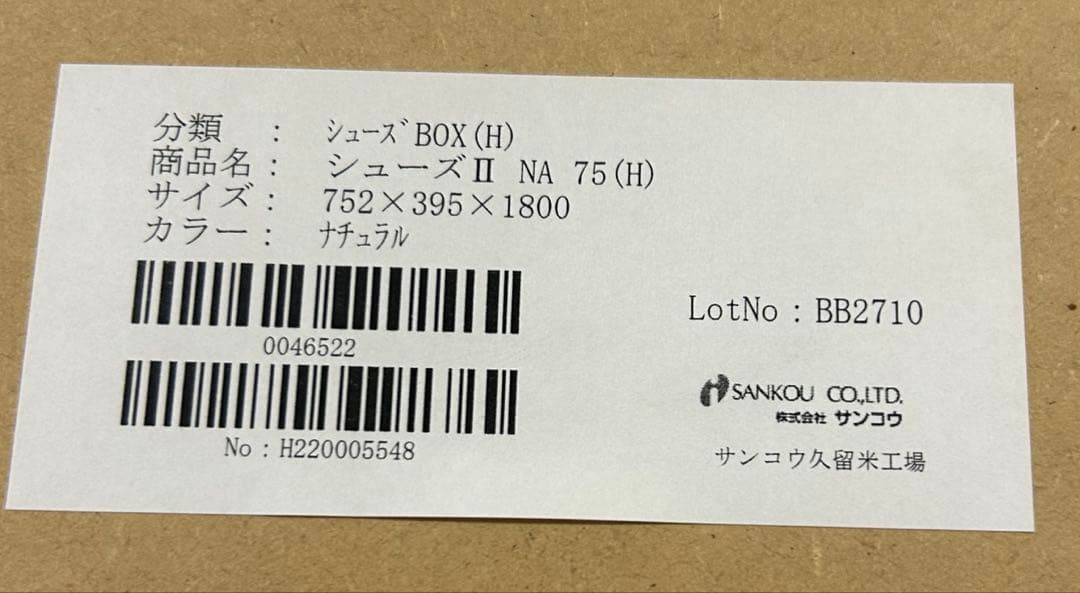 分類 : ｼｭｰｽﾞBOX(H)
商品名 : シューズⅡ NA 75(H)
サイズ : 752×395×1800
カラー : ﾅﾁｭﾗﾙ
0046522
No : H220005548
LotNo : BB2710
SANKOU CO.,LTD.
株式会社 サンコウ
サンコウ久留米工場